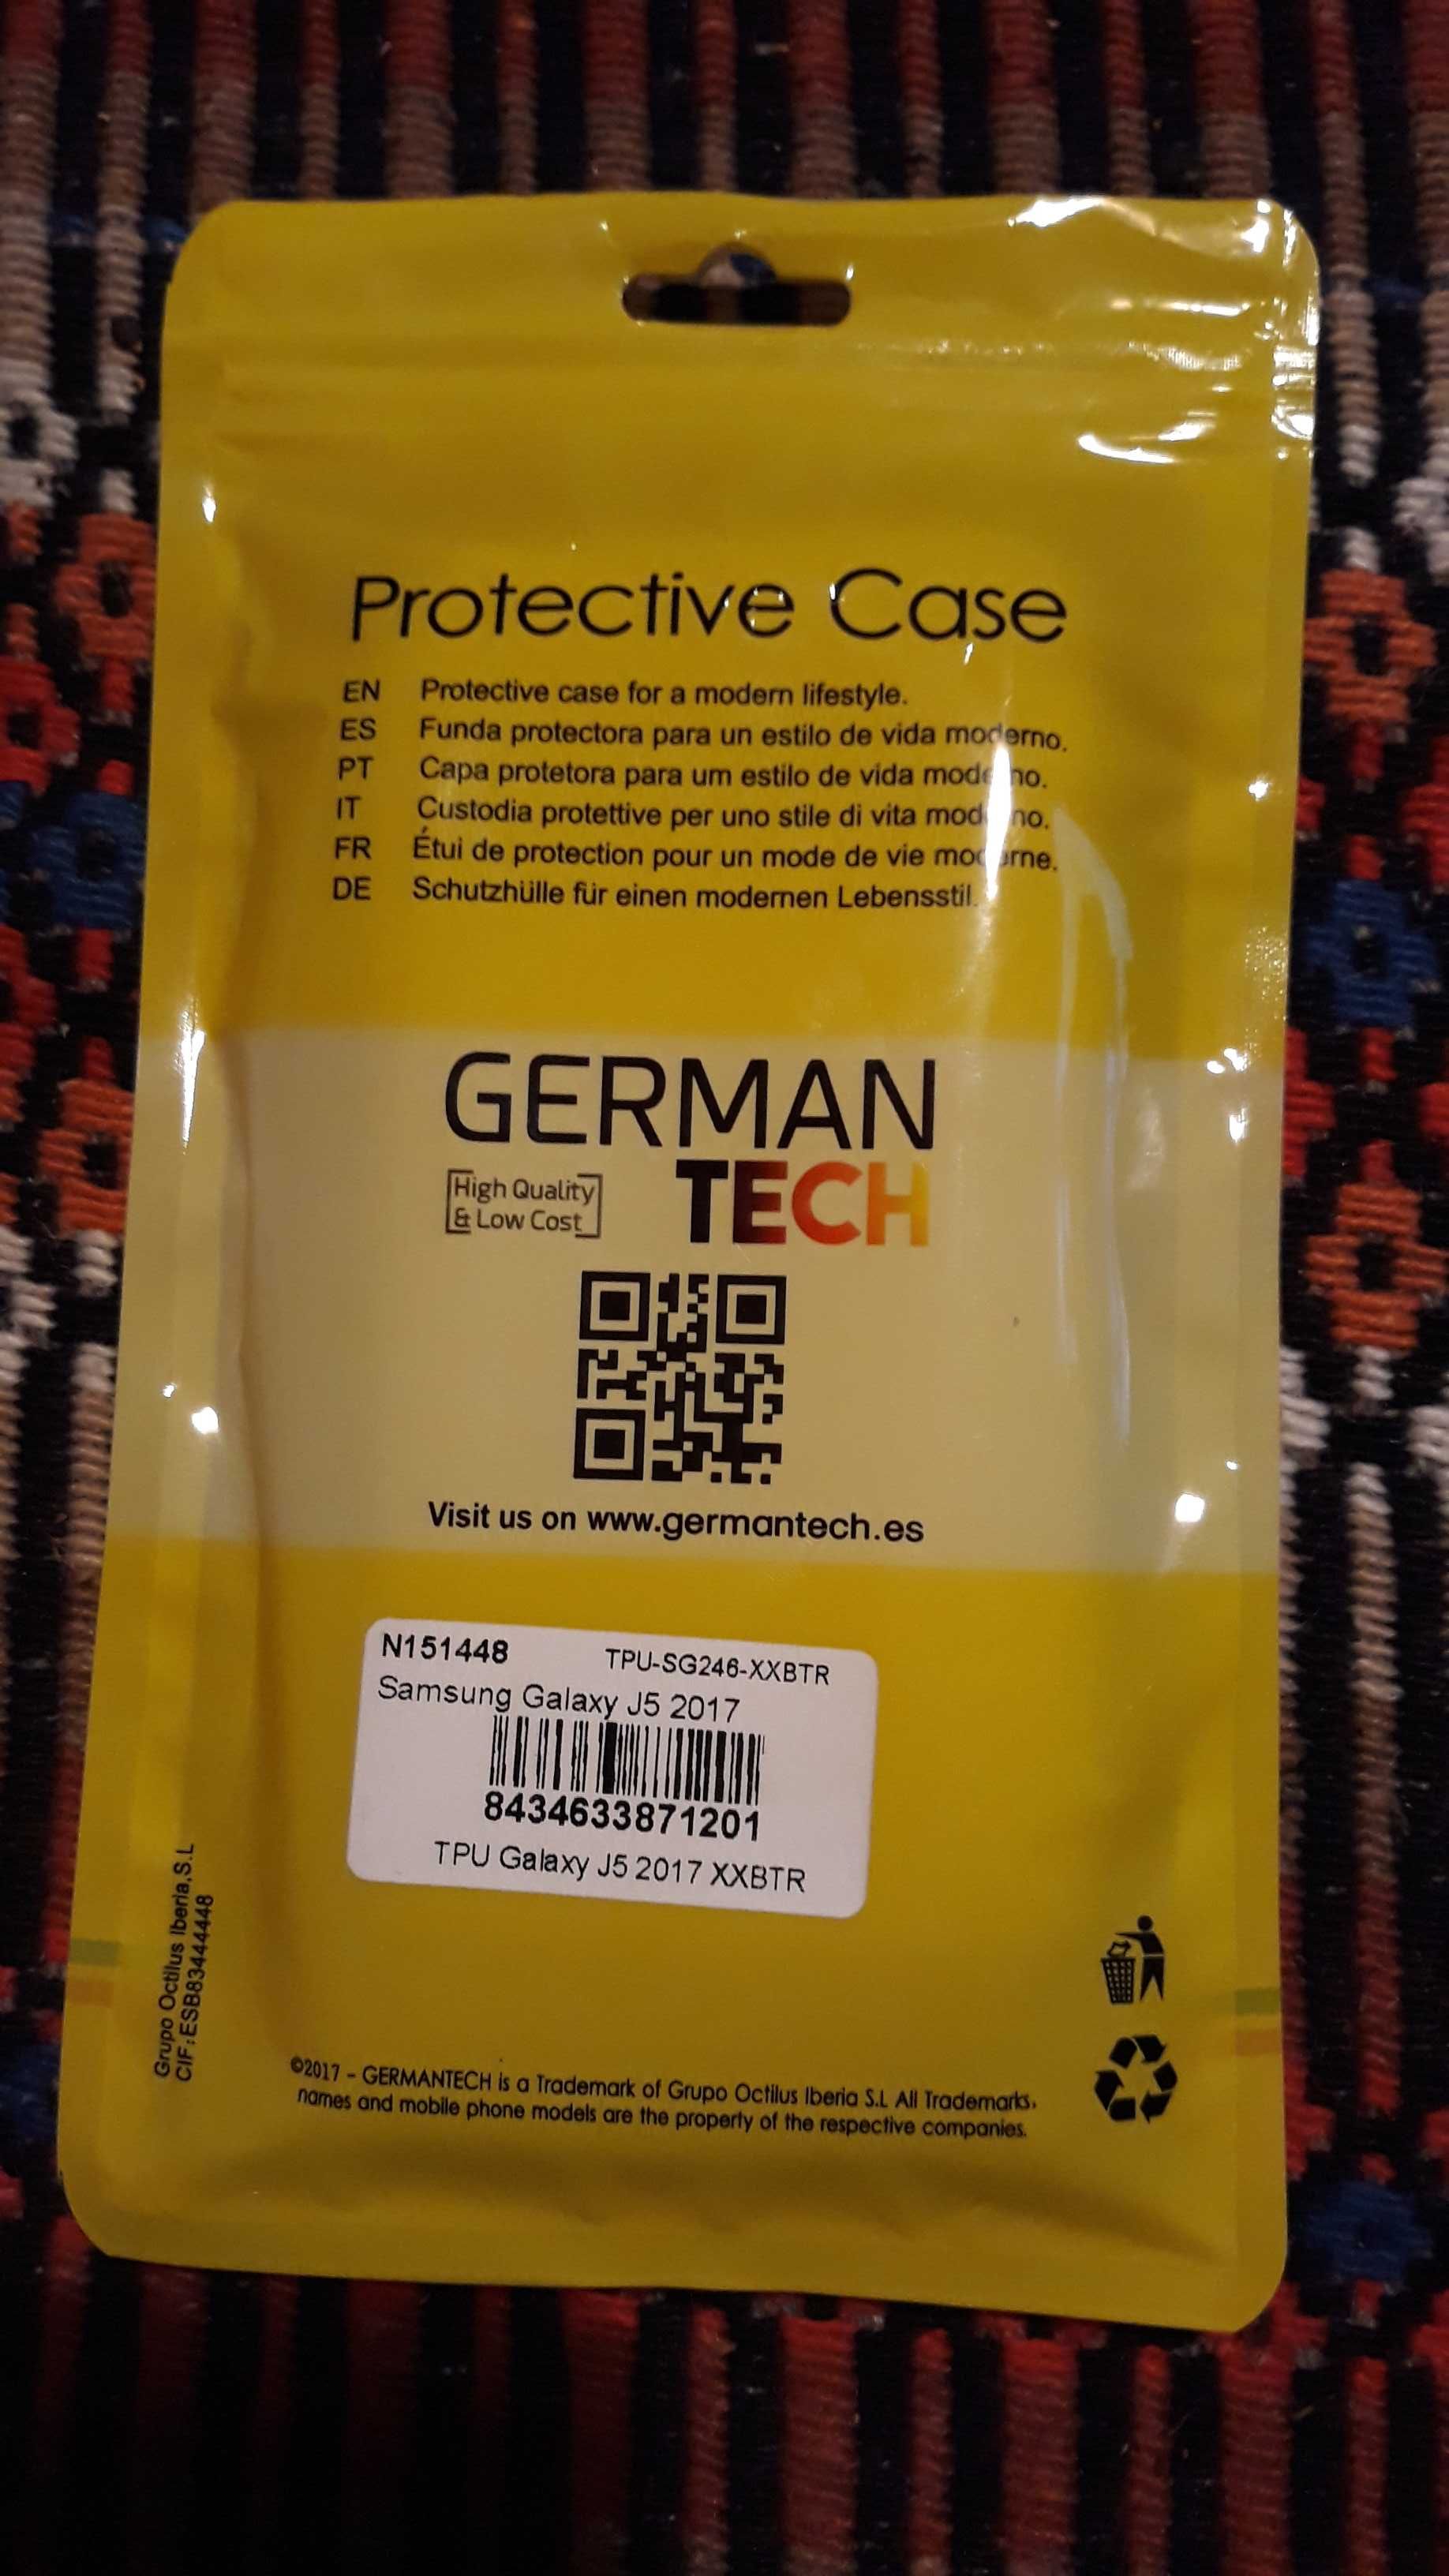 Protective Case
EN Protective case for a modern lifestyle.
ES Funda protectora para un estilo de vida moderno.
PT Capa protetora para um estilo de vida moderno.
IT Custodia protettive per uno stile di vita moderno.
FR Étui de protection pour un mode de vie moderne.
DE Schutzhülle für einen modernen Lebensstil.
GERMAN
TECH
High Quality
& Low Cost
Visit us on www.germantech.es
N151448 TPU-SG246-XXBTR
Samsung Galaxy J5 2017
8434633871201
TPU Galaxy J5 2017 XXBTR
Grupo Octilus Iberia,S.L
CIF:ESB83444448
©2017 - GERMANTECH is a Trademark of Grupo Octilus Iberia S.L All Trademarks,
names and mobile phone models are the property of the respective companies.